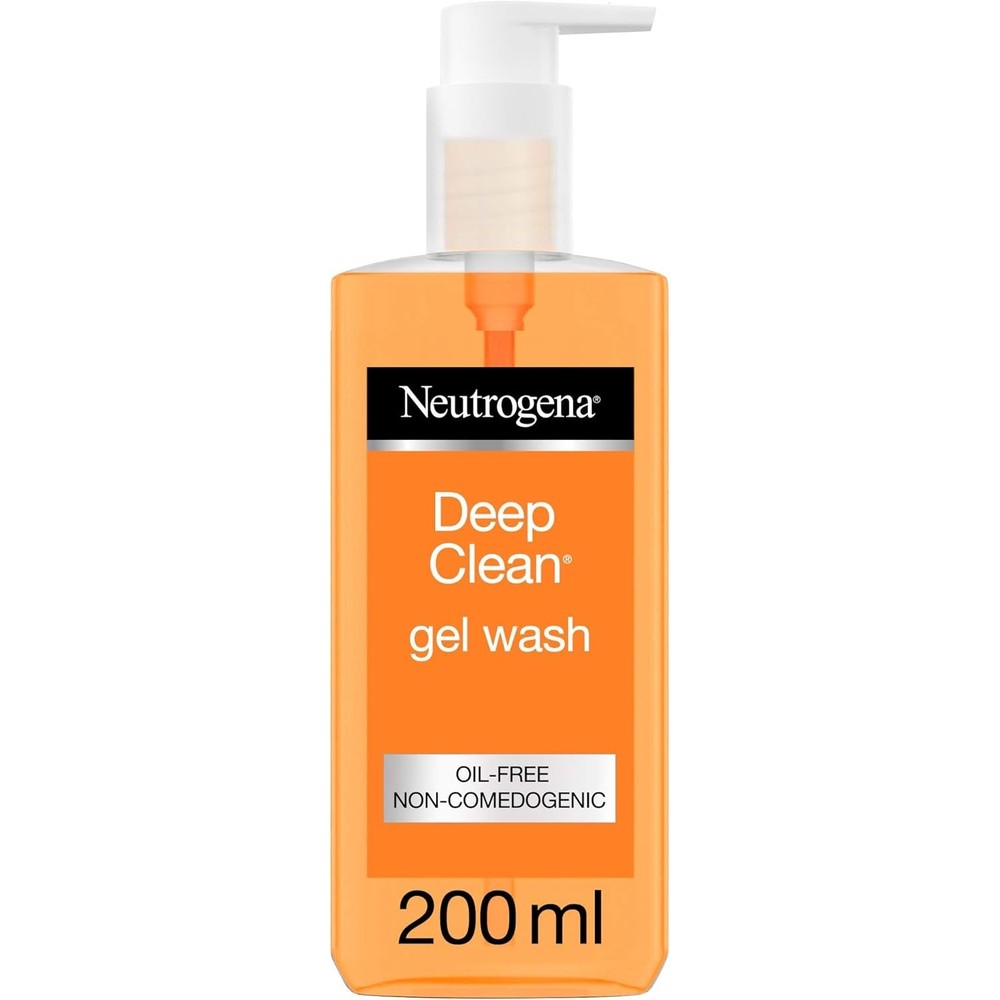 Neutrogena®
Deep
Clean®
gel wash
OIL-FREE
NON-COMEDOGENIC
200 ml